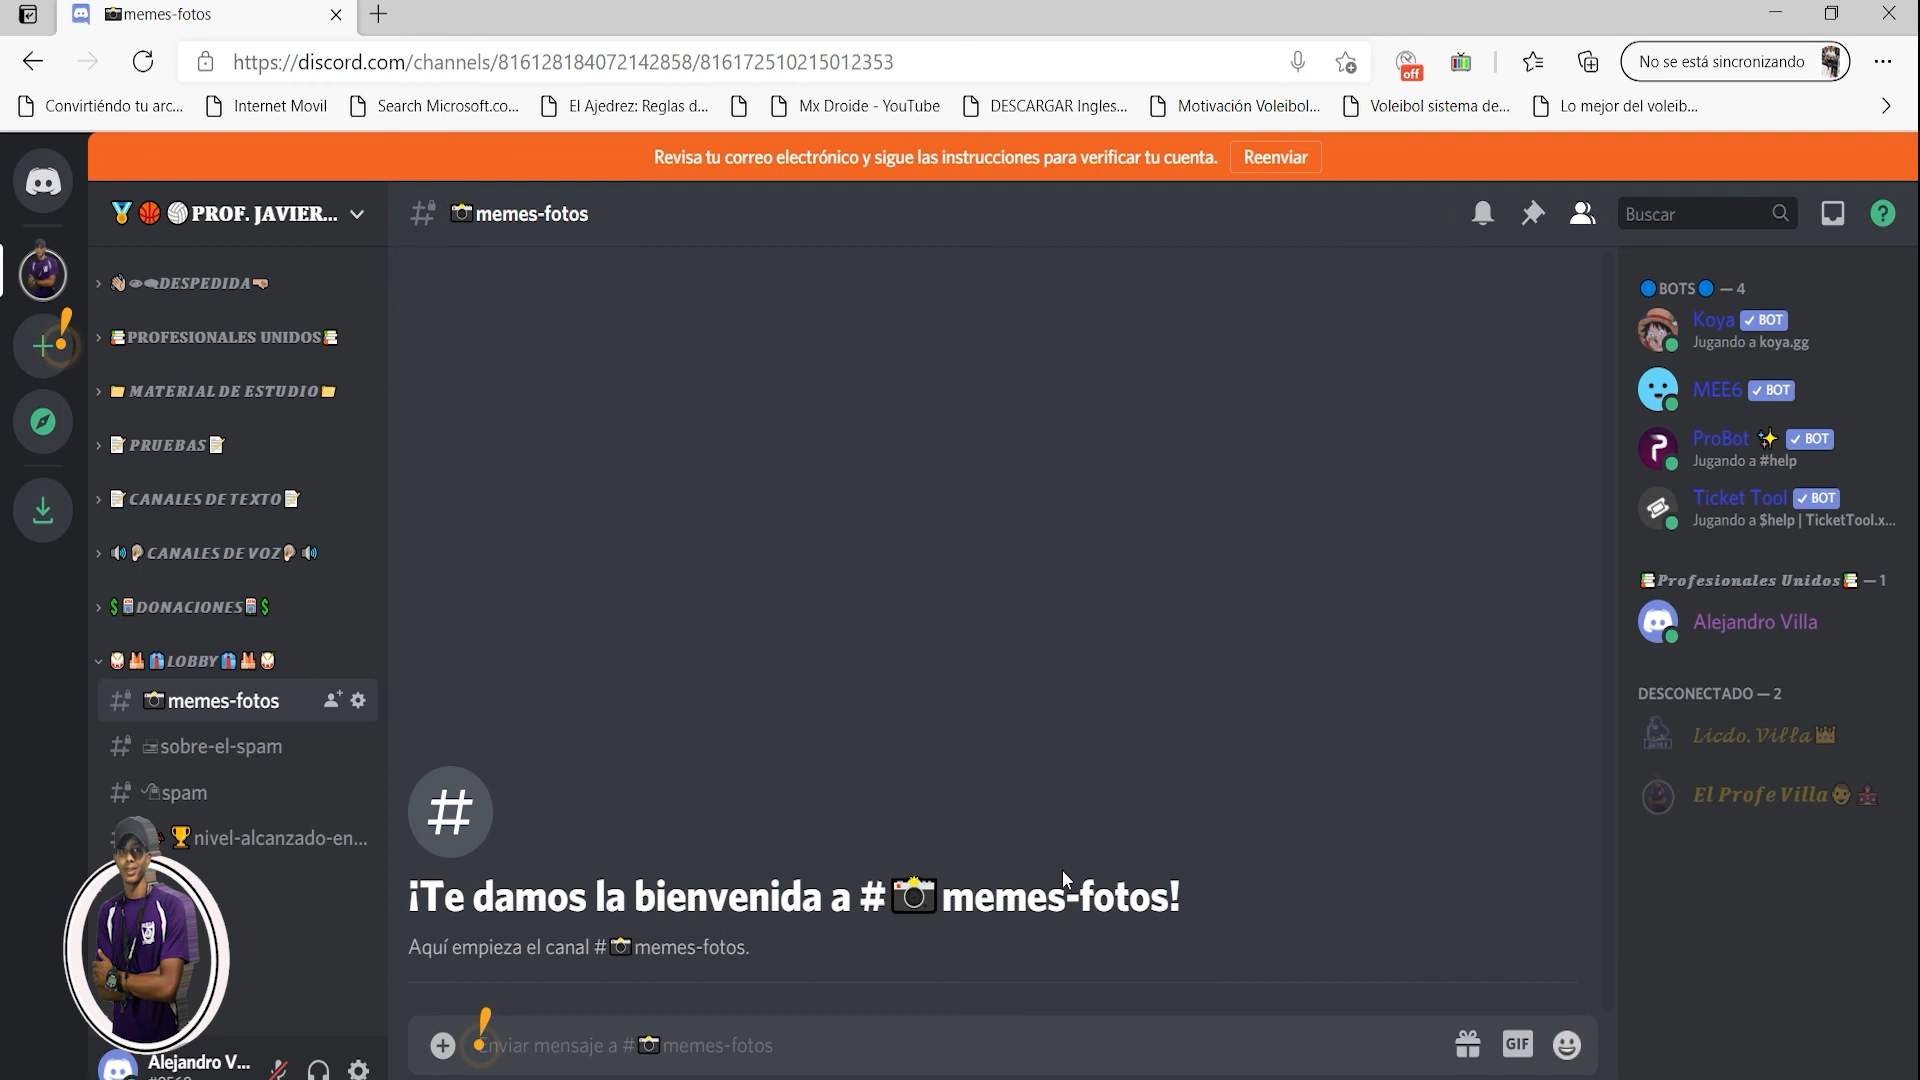 memes-fotos
https://discord.com/channels/816128184072142858/816172510215012353
off
No se está sincronizando
Convirtiéndo tu arc...
Internet Movil
Search Microsoft.co...
El Ajedrez: Reglas d...
Mx Droide - YouTube
DESCARGAR Ingles...
Motivación Voleibol...
Voleibol sistema de...
Lo mejor del voleib...
Revisa tu correo electrónico y sigue las instrucciones para verificar tu cuenta.
Reenviar
PROF. JAVIER...
memes-fotos
Buscar
DESPEDIDA
PROFESIONALES UNIDOS
MATERIAL DE ESTUDIO
PRUEBAS
CANALES DE TEXTO
CANALES DE VOZ
$DONACIONES$
LOBBY
memes-fotos
sobre-el-spam
spam
nivel-alcanzado-en...
Alejandro V...
¡Te damos la bienvenida a #memes-fotos!
Aquí empieza el canal #memes-fotos.
Enviar mensaje a #memes-fotos
GIF
BOTS — 4
Koya ✓ BOT
Jugando a koya.gg
MEE6 ✓ BOT
ProBot ✨ ✓ BOT
Jugando a #help
Ticket Tool ✓ BOT
Jugando a $help | TicketTool.x...
Profesionales Unidos — 1
Alejandro Villa
DESCONECTADO — 2
Licdo. Villa
El Profe Villa